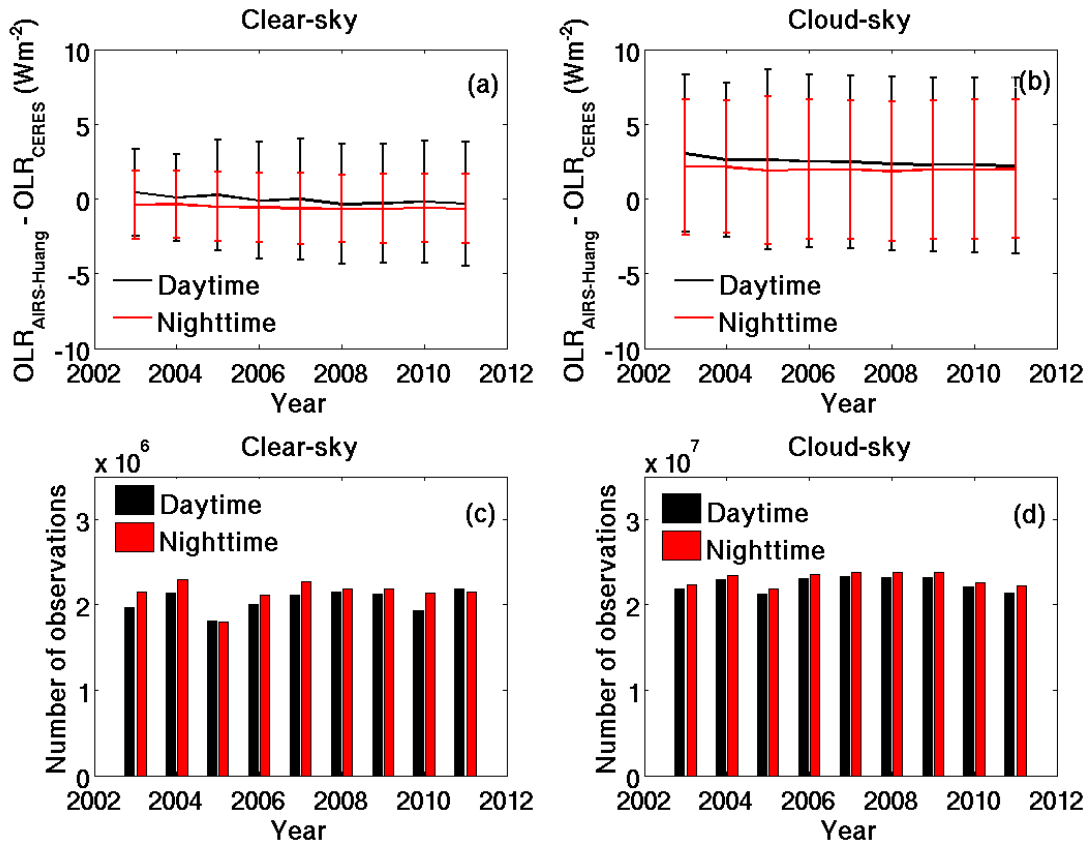 Clear-sky
OLR_AIRS-Huang - OLR_CERES (Wm^-2)
10
5
0
-5
-10
(a)
Daytime
Nighttime
2002 2004 2006 2008 2010 2012
Year
Cloud-sky
OLR_AIRS-Huang - OLR_CERES (Wm^-2)
10
5
0
-5
-10
(b)
Daytime
Nighttime
2002 2004 2006 2008 2010 2012
Year
Clear-sky
x 10^6
Number of observations
3
2
1
0
(c)
Daytime
Nighttime
2002 2004 2006 2008 2010 2012
Year
Cloud-sky
x 10^7
Number of observations
3
2
1
0
(d)
Daytime
Nighttime
2002 2004 2006 2008 2010 2012
Year